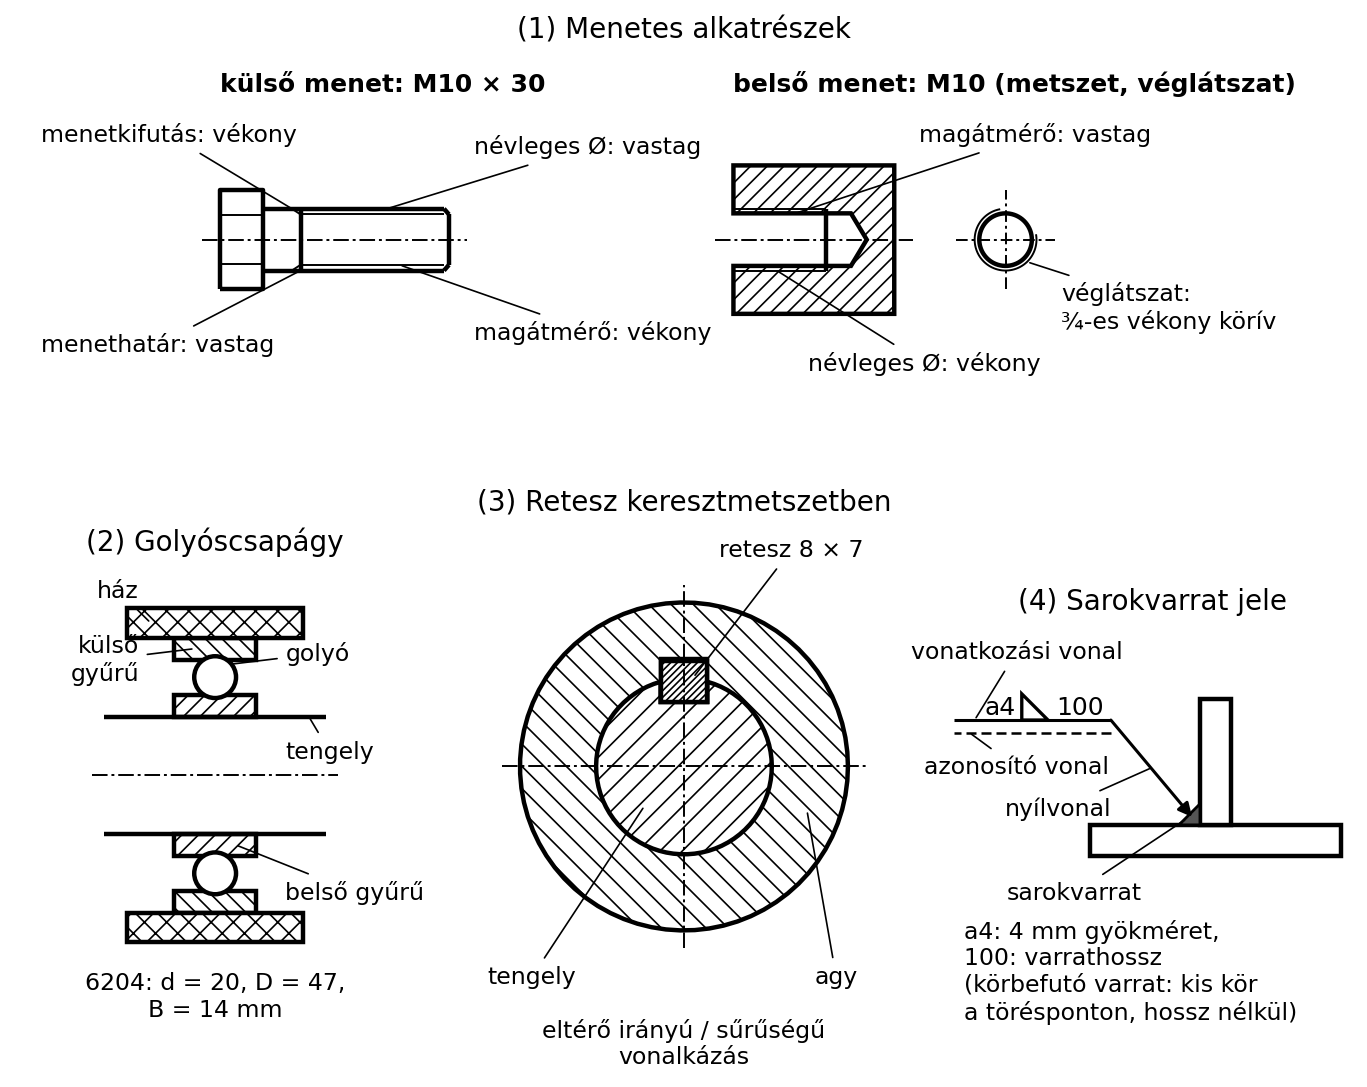 (1) Menetes alkatrészek
külső menet: M10 × 30
belső menet: M10 (metszet, véglátszat)
menetkifutás: vékony
névleges Ø: vastag
magátmérő: vastag
menethatár: vastag
magátmérő: vékony
véglátszat:
¾-es vékony körív
névleges Ø: vékony
(2) Golyóscsapágy
ház
külső
gyűrű
golyó
tengely
belső gyűrű
6204: d = 20, D = 47,
B = 14 mm
(3) Retesz keresztmetszetben
retesz 8 × 7
tengely
agy
eltérő irányú / sűrűségű
vonalkázás
(4) Sarokvarrat jele
vonatkozási vonal
a4
100
azonosító vonal
nyílvonal
sarokvarrat
a4: 4 mm gyökméret,
100: varrathossz
(körbefutó varrat: kis kör
a törésponton, hossz nélkül)